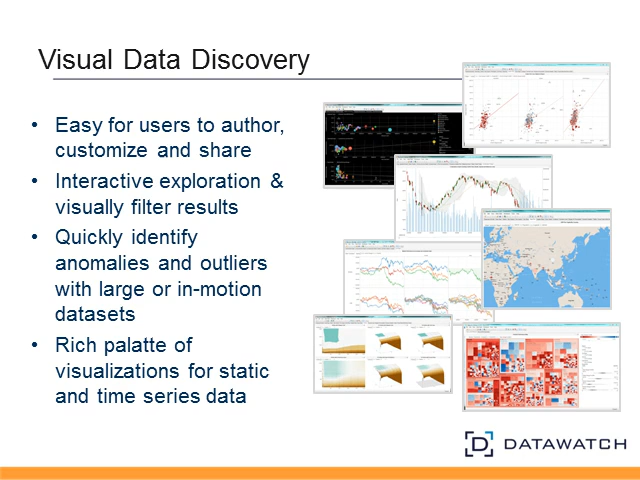 Visual Data Discovery
• Easy for users to author,
customize and share
• Interactive exploration &
visually filter results
• Quickly identify
anomalies and outliers
with large or in-motion
datasets
• Rich palatte of
visualizations for static
and time series data
DATAWATCH